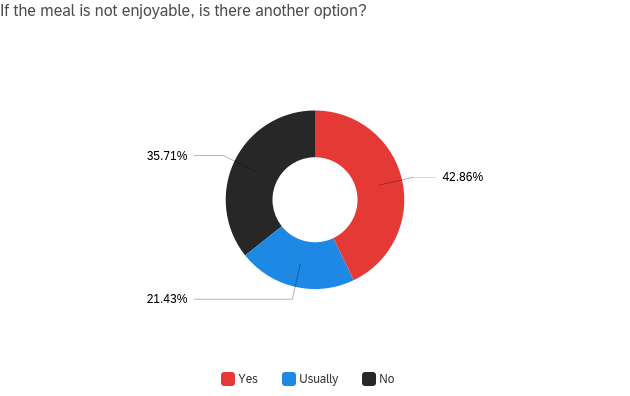 If the meal is not enjoyable, is there another option?
35.71%
42.86%
21.43%
Yes Usually No